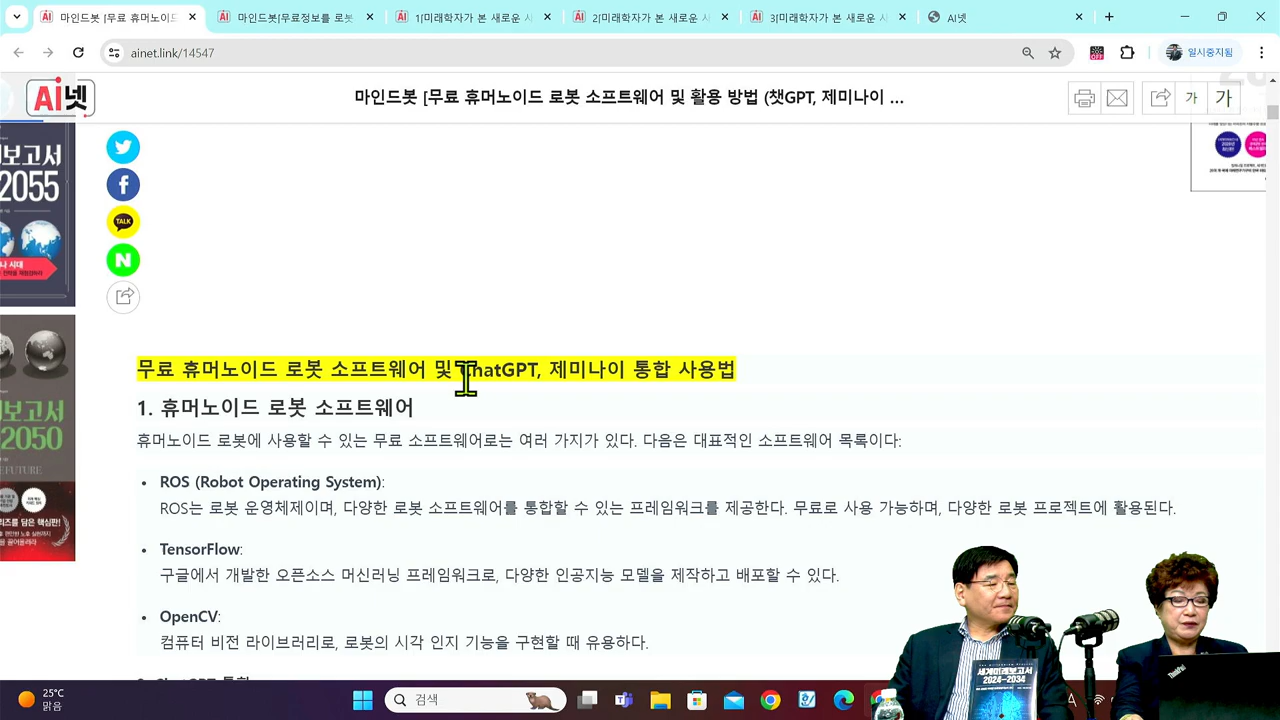 마인드봇 [무료 휴머노이드
마인드봇[무료정보를 로봇
1[미래학자가 본 새로운 시
2[미래학자가 본 새로운 시
3[미래학자가 본 새로운 시
AI넷
ainet.link/14547
OFF
일시중지됨
AI넷
마인드봇 [무료 휴머노이드 로봇 소프트웨어 및 활용 방법 (챗GPT, 제미나이 ...
가
가
보고서
2055
나 시대
TALK
N
보고서
2050
무료 휴머노이드 로봇 소프트웨어 및 ChatGPT, 제미나이 통합 사용법
1. 휴머노이드 로봇 소프트웨어
휴머노이드 로봇에 사용할 수 있는 무료 소프트웨어로는 여러 가지가 있다. 다음은 대표적인 소프트웨어 목록이다:
• ROS (Robot Operating System):
ROS는 로봇 운영체제이며, 다양한 로봇 소프트웨어를 통합할 수 있는 프레임워크를 제공한다. 무료로 사용 가능하며, 다양한 로봇 프로젝트에 활용된다.
• TensorFlow:
구글에서 개발한 오픈소스 머신러닝 프레임워크로, 다양한 인공지능 모델을 제작하고 배포할 수 있다.
• OpenCV:
컴퓨터 비전 라이브러리로, 로봇의 시각 인지 기능을 구현할 때 유용하다.
세계미래보고서
2024-2034
ThinkPad
25°C
맑음
검색
A